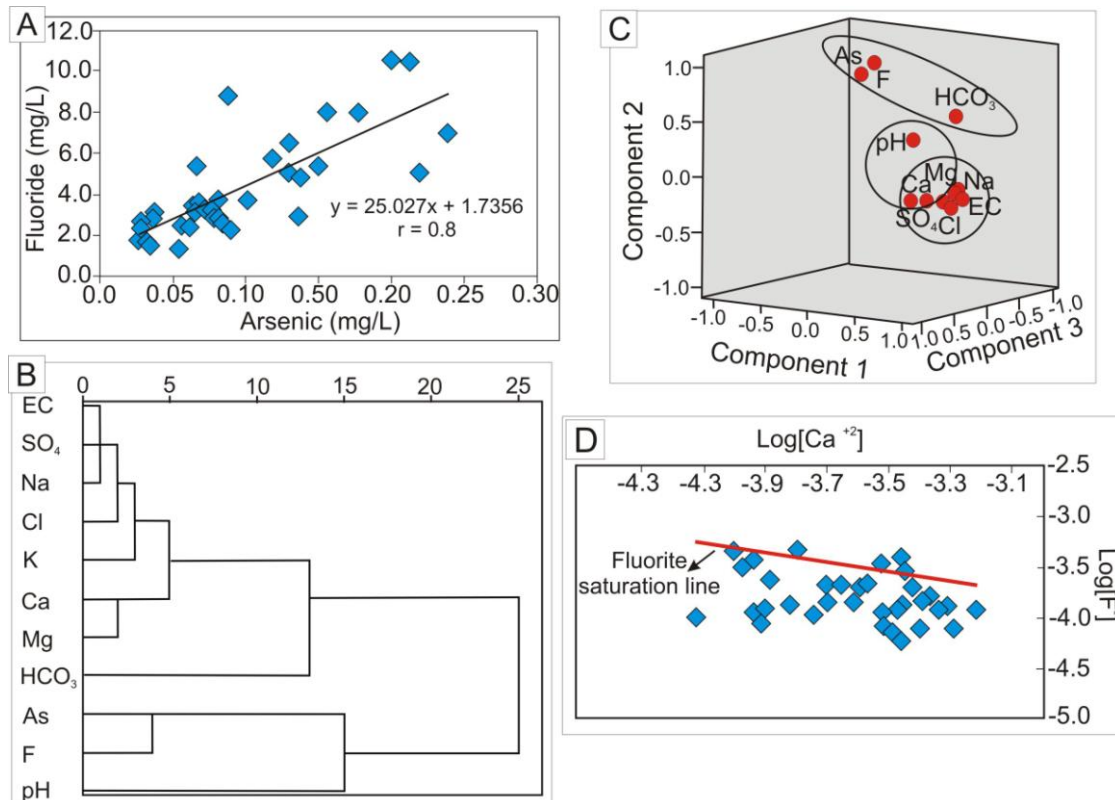 A
12.0
10.0
8.0
6.0
4.0
2.0
0.0
Fluoride (mg/L)
y = 25.027x + 1.7356
r = 0.8
0.0 0.05 0.10 0.50 0.20 0.25 0.30
Arsenic (mg/L)
B
0 5 10 15 20 25
EC
SO₄
Na
Cl
K
Ca
Mg
HCO₃
As
F
pH
C
Component 2
1.0
0.5
0.0
-0.5
-1.0
As
F
HCO₃
pH
Mg
Ca Na
EC
SO₄Cl
-1.0 -0.5 0.0 0.5 1.0
Component 1
1.0 0.5 0.0 -0.5 -1.0
Component 3
D
Log[Ca⁺²]
-4.3 -4.3 -3.9 -3.7 -3.5 -3.3 -3.1
-2.5
-3.0
-3.5
-4.0
-4.5
-5.0
Fluorite
saturation line